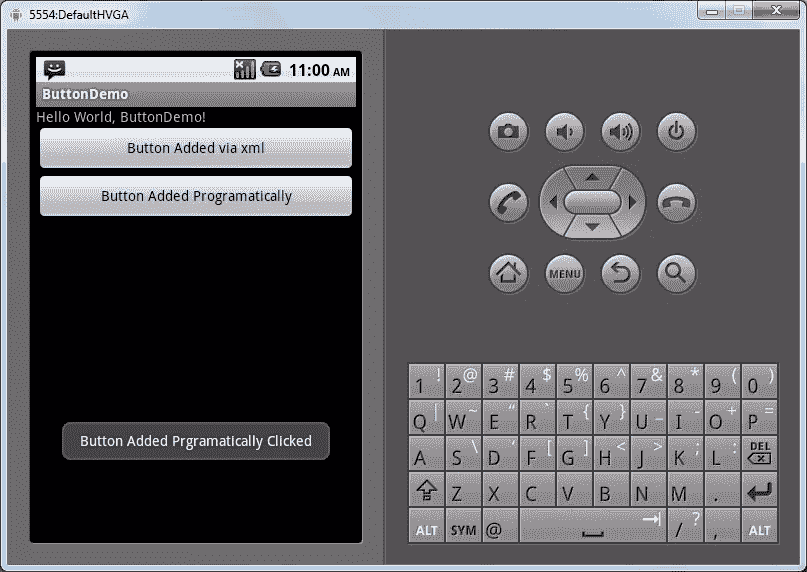 5554:DefaultHVGA
11:00 AM
ButtonDemo
Hello World, ButtonDemo!
Button Added via xml
Button Added Programatically
Button Added Prgramatically Clicked
MENU
1 ! 2 @ 3 # 4 $ 5 % 6 ^ 7 & 8 * 9 ( 0 )
Q | W ~ E " R ` T { Y } U _ I - O + P =
A S \ D ' F [ G ] H < J > K ; L : DEL
Z X C V B N M .
ALT SYM @ / ? , ALT